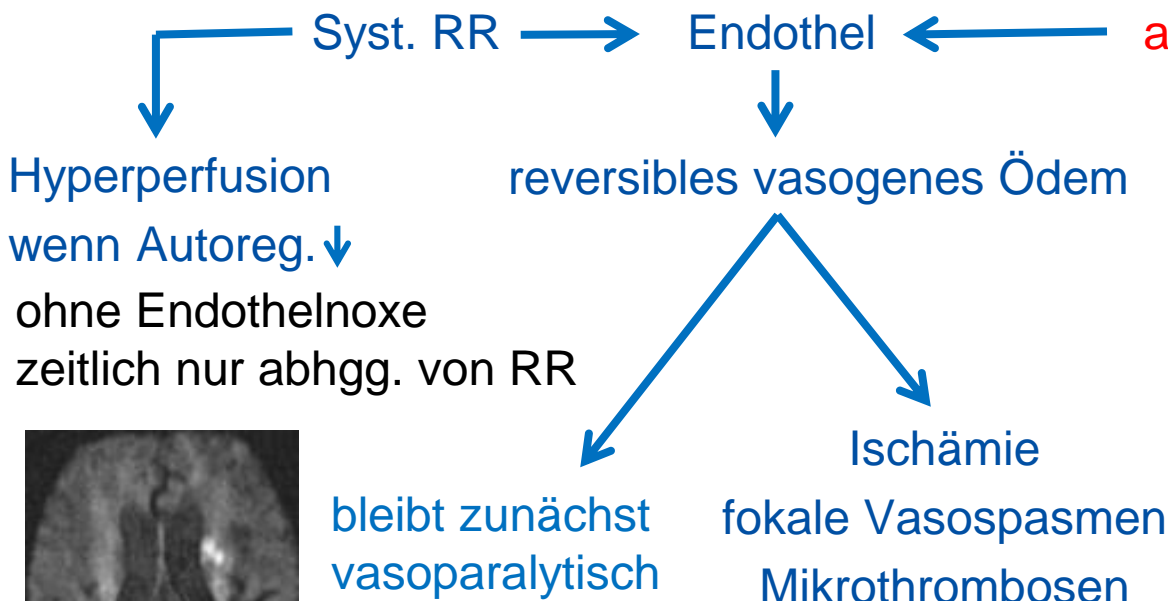 Syst. RR Endothel a
Hyperperfusion
wenn Autoreg.
ohne Endothelnoxe
zeitlich nur abhgg. von RR
reversibles vasogenes Ödem
bleibt zunächst
vasoparalytisch
Ischämie
fokale Vasospasmen
Mikrothrombosen